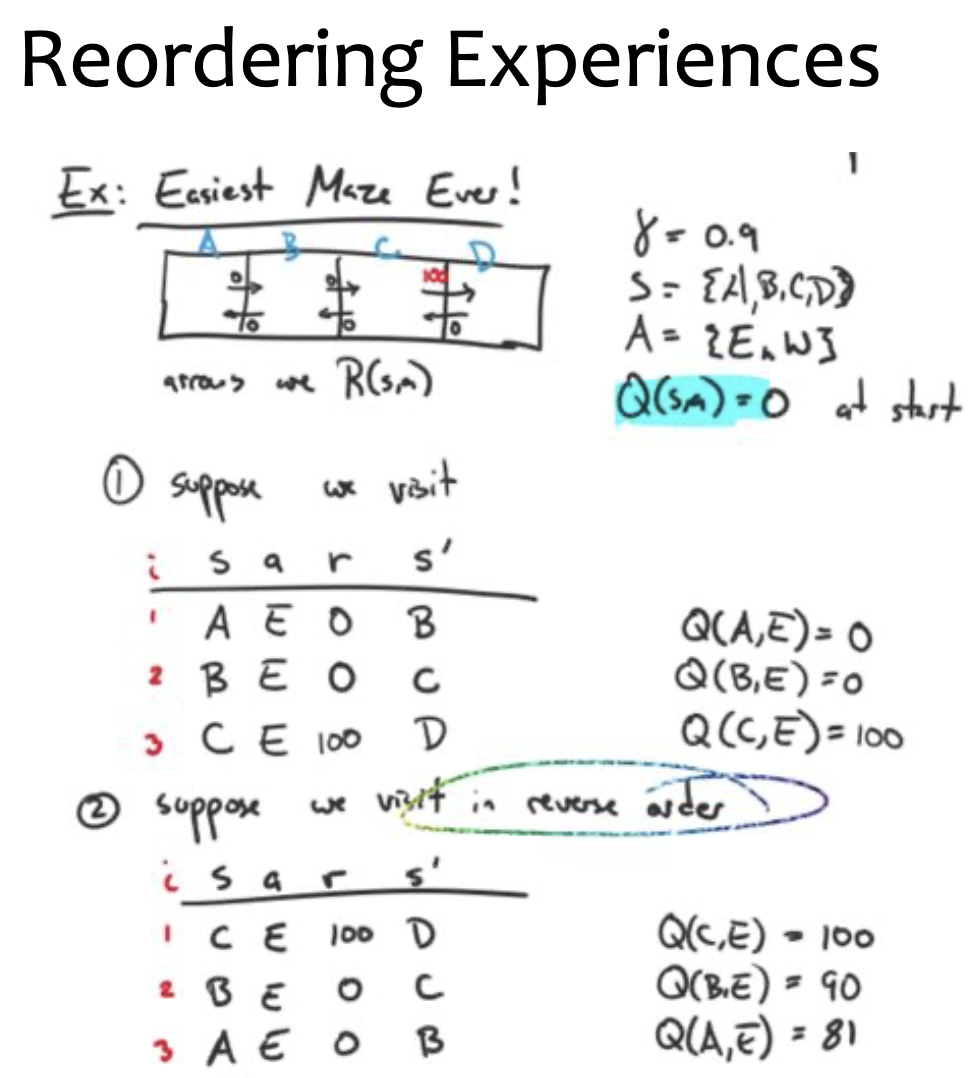 Reordering Experiences
Ex: Easiest Maze Ever!
A B C D
0 0 100
0 0 0
arrows are R(s,a)
γ = 0.9
S = {A,B,C,D}
A = {E, W}
Q(s,a) = 0 at start
① suppose we visit
i s a r s'
1 A E 0 B
2 B E 0 C
3 C E 100 D
Q(A,E) = 0
Q(B,E) = 0
Q(C,E) = 100
② suppose we visit in reverse order
i s a r s'
1 C E 100 D
2 B E 0 C
3 A E 0 B
Q(C,E) = 100
Q(B,E) = 90
Q(A,E) = 81